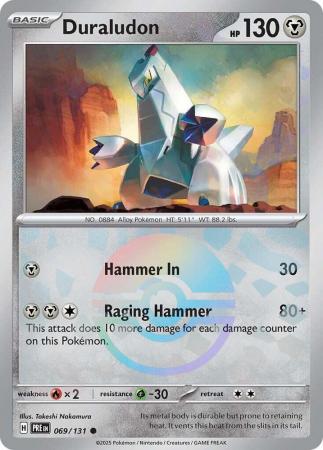 BASIC
Duraludon
HP 130
NO. 0884 Alloy Pokémon HT: 5'11" WT: 88.2 lbs.
Hammer In 30
Raging Hammer 80+
This attack does 10 more damage for each damage counter
on this Pokémon.
weakness ×2 resistance -30 retreat
Illus. Takeshi Nakamura
H PRE EN 069/131
Its metal body is durable but prone to retaining
heat. It vents this heat from the slits in its tail.
©2025 Pokémon / Nintendo / Creatures / GAME FREAK